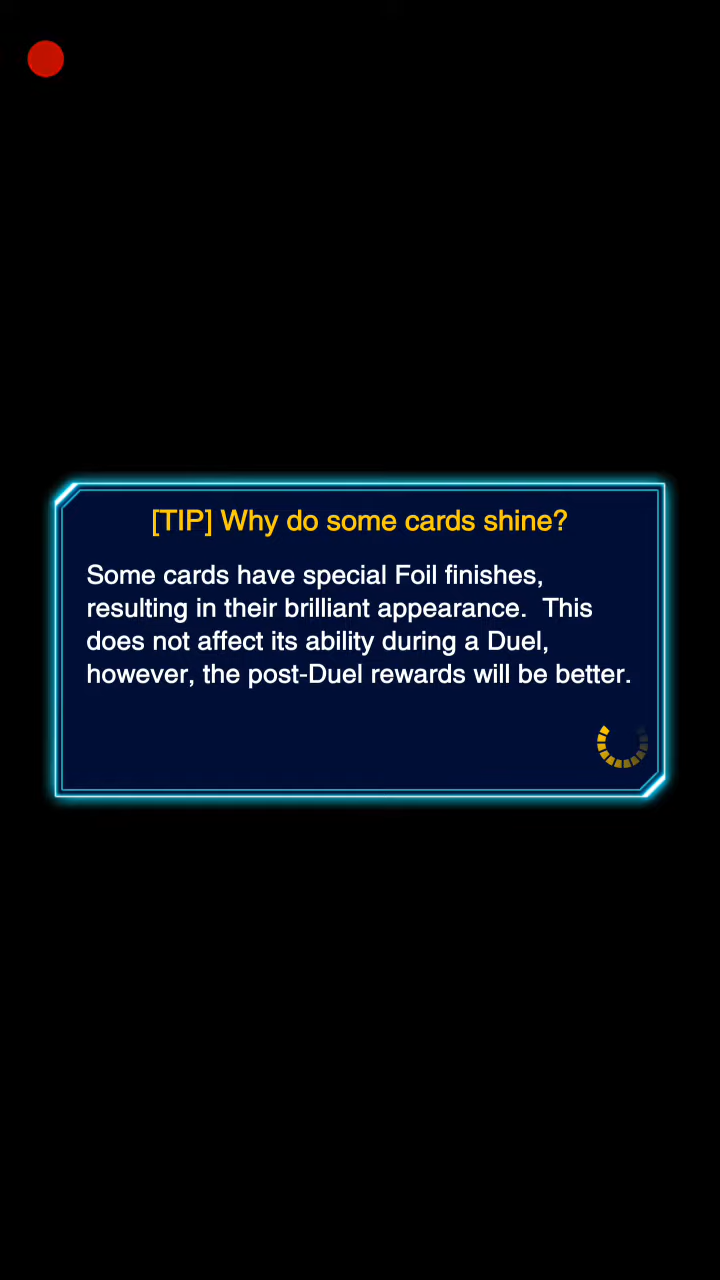 [TIP] Why do some cards shine?
Some cards have special Foil finishes,
resulting in their brilliant appearance.  This
does not affect its ability during a Duel,
however, the post-Duel rewards will be better.